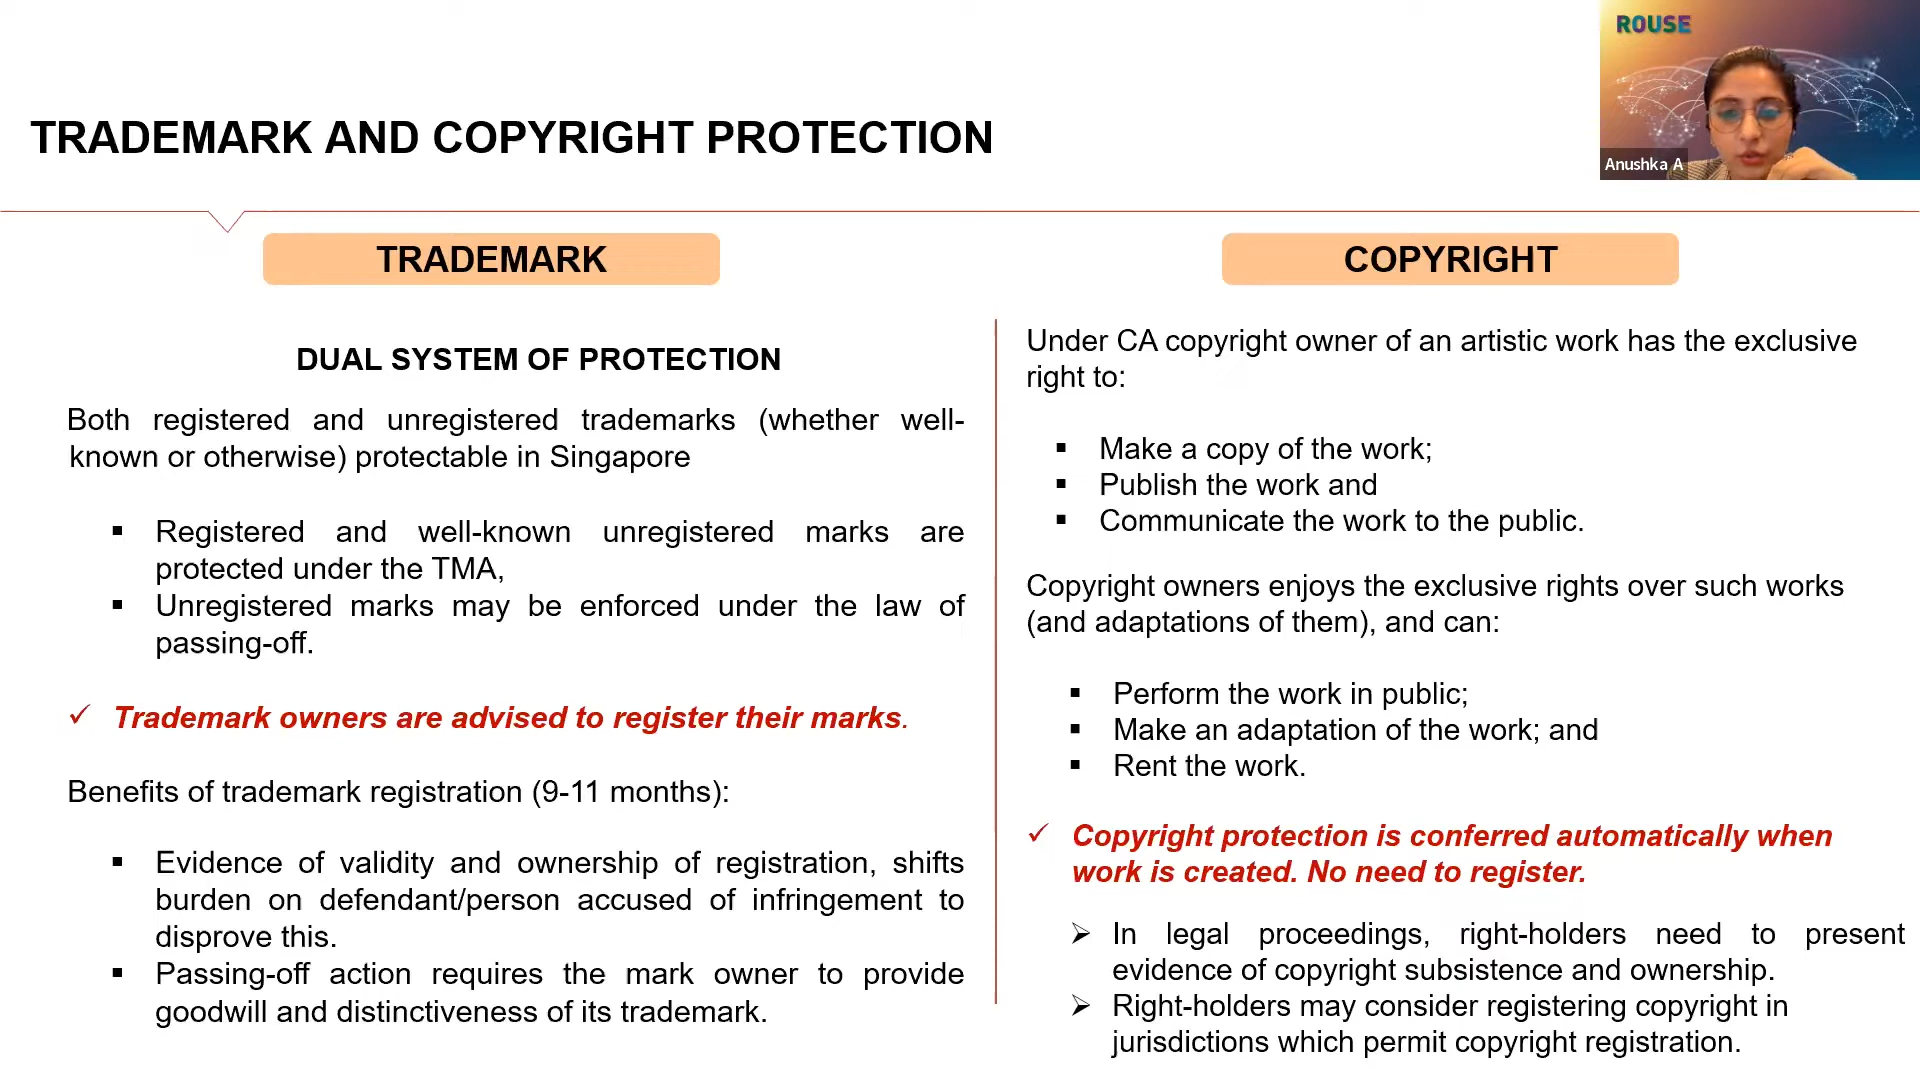 ROUSE
Anushka A
TRADEMARK AND COPYRIGHT PROTECTION
TRADEMARK
DUAL SYSTEM OF PROTECTION
Both registered and unregistered trademarks (whether well-
known or otherwise) protectable in Singapore
▪ Registered and well-known unregistered marks are
protected under the TMA,
▪ Unregistered marks may be enforced under the law of
passing-off.
✓ Trademark owners are advised to register their marks.
Benefits of trademark registration (9-11 months):
▪ Evidence of validity and ownership of registration, shifts
burden on defendant/person accused of infringement to
disprove this.
▪ Passing-off action requires the mark owner to provide
goodwill and distinctiveness of its trademark.
COPYRIGHT
Under CA copyright owner of an artistic work has the exclusive
right to:
▪ Make a copy of the work;
▪ Publish the work and
▪ Communicate the work to the public.
Copyright owners enjoys the exclusive rights over such works
(and adaptations of them), and can:
▪ Perform the work in public;
▪ Make an adaptation of the work; and
▪ Rent the work.
✓ Copyright protection is conferred automatically when
work is created. No need to register.
➢ In legal proceedings, right-holders need to present
evidence of copyright subsistence and ownership.
➢ Right-holders may consider registering copyright in
jurisdictions which permit copyright registration.